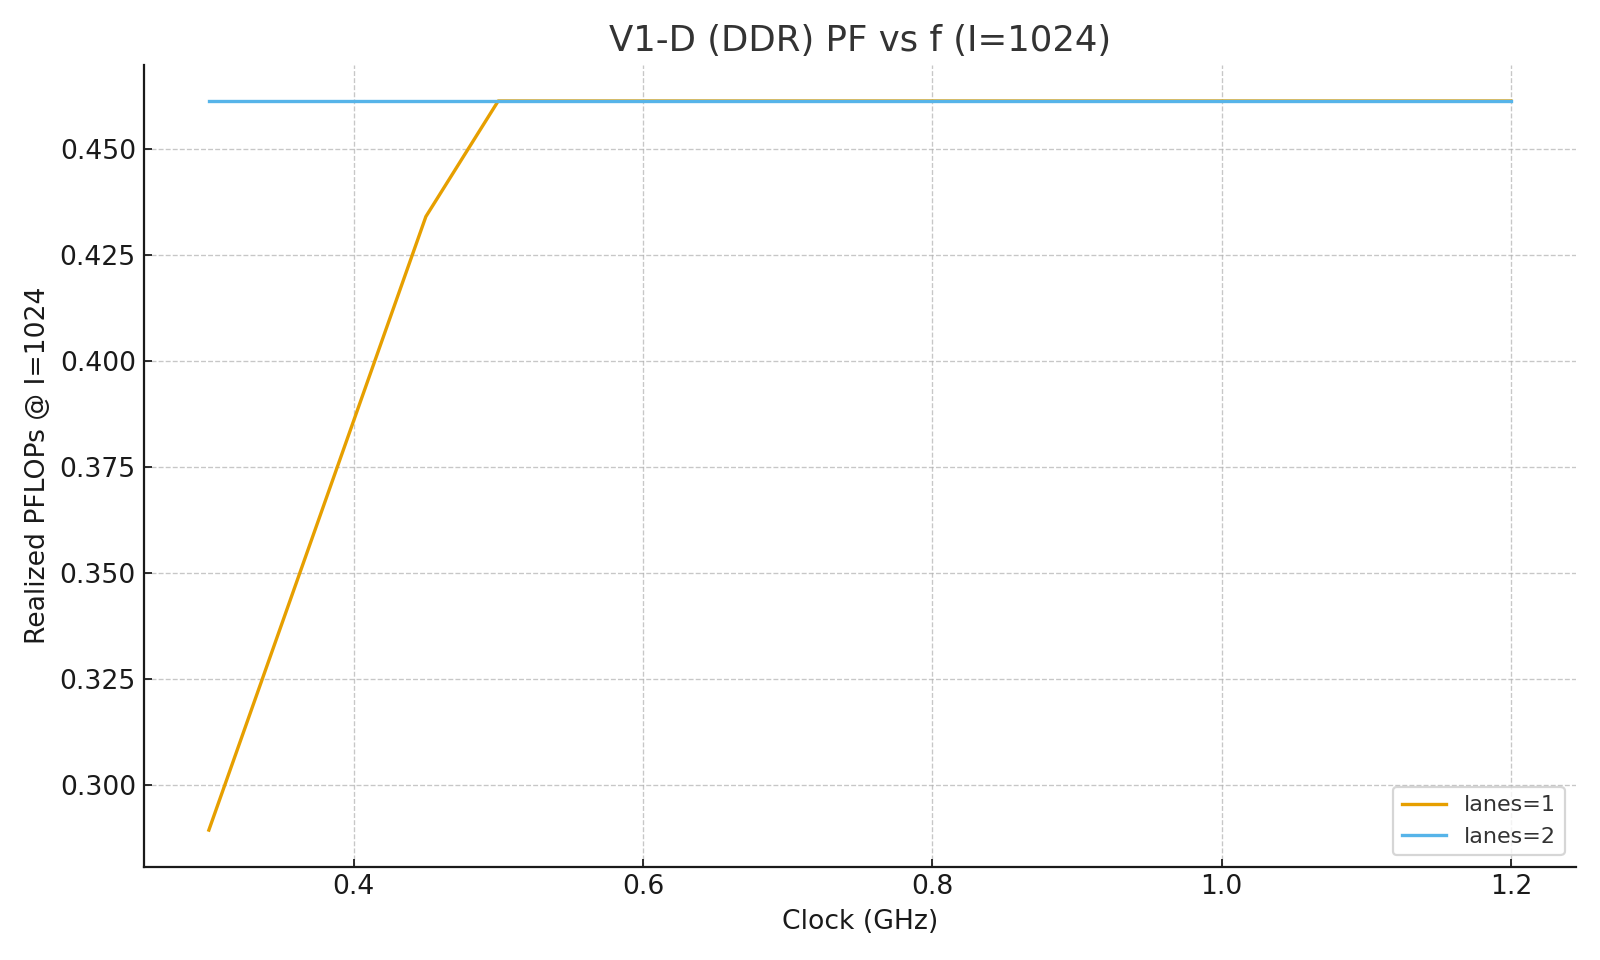 V1-D (DDR) PF vs f (I=1024)
Realized PFLOPs @ I=1024
0.450
0.425
0.400
0.375
0.350
0.325
0.300
lanes=1
lanes=2
0.4 0.6 0.8 1.0 1.2
Clock (GHz)